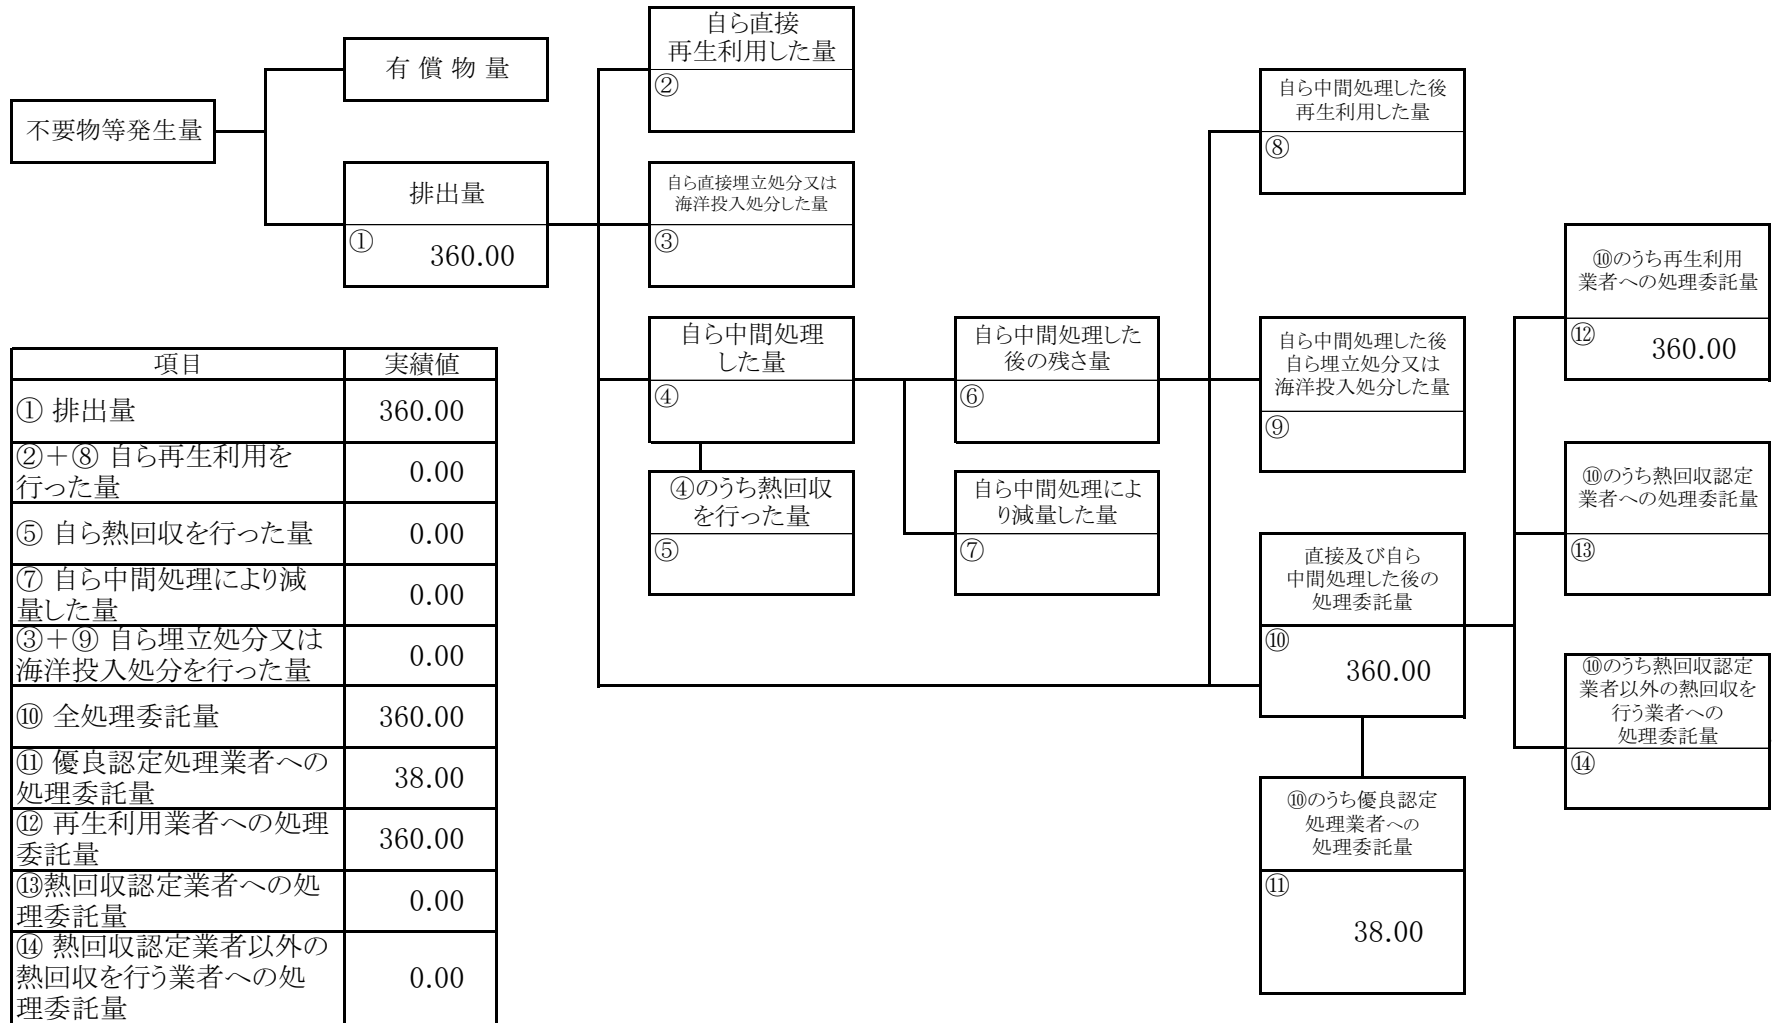 不要物等発生量
有 償 物 量
排出量
①
360.00
自ら直接
再生利用した量
②
自ら直接埋立処分又は
海洋投入処分した量
③
自ら中間処理
した量
④
④のうち熱回収
を行った量
⑤
自ら中間処理した
後の残さ量
⑥
自ら中間処理によ
り減量した量
⑦
自ら中間処理した後
再生利用した量
⑧
自ら中間処理した後
自ら埋立処分又は
海洋投入処分した量
⑨
直接及び自ら
中間処理した後の
処理委託量
⑩
360.00
⑩のうち優良認定
処理業者への
処理委託量
⑪
38.00
⑩のうち再生利用
業者への処理委託量
⑫
360.00
⑩のうち熱回収認定
業者への処理委託量
⑬
⑩のうち熱回収認定
業者以外の熱回収を
行う業者への
処理委託量
⑭
項目 実績値
① 排出量 360.00
②＋⑧ 自ら再生利用を
行った量 0.00
⑤ 自ら熱回収を行った量 0.00
⑦ 自ら中間処理により減
量した量 0.00
③＋⑨ 自ら埋立処分又は
海洋投入処分を行った量 0.00
⑩ 全処理委託量 360.00
⑪ 優良認定処理業者への
処理委託量 38.00
⑫ 再生利用業者への処理
委託量 360.00
⑬熱回収認定業者への処
理委託量 0.00
⑭ 熱回収認定業者以外の
熱回収を行う業者への処
理委託量 0.00